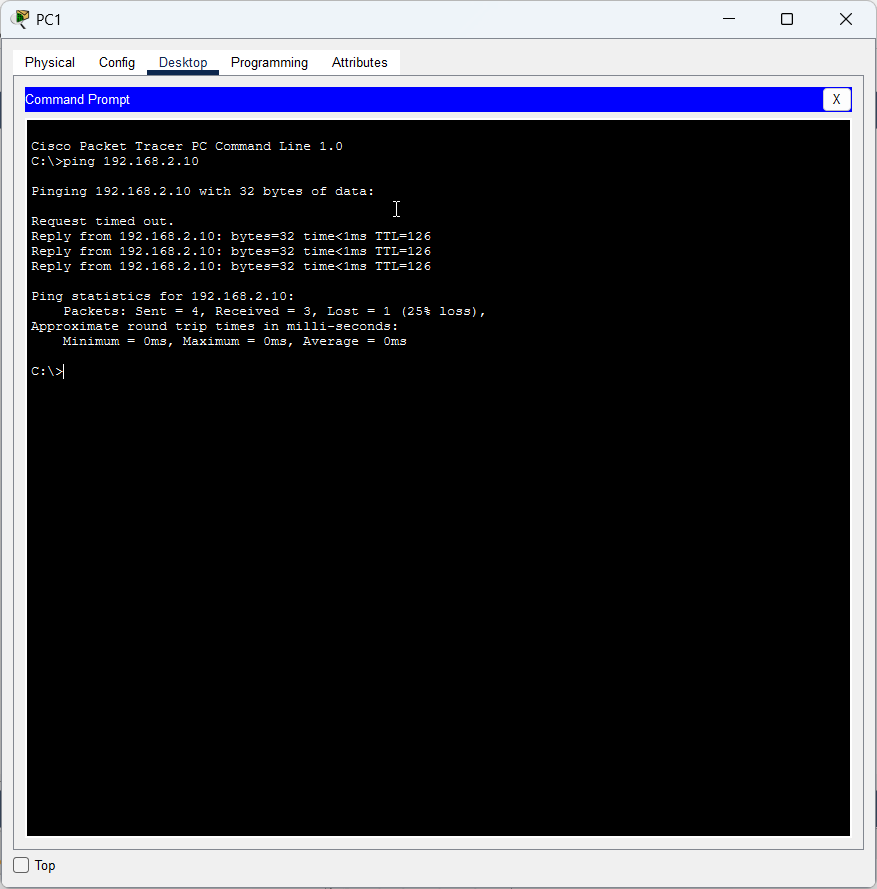 PC1
Physical Config Desktop Programming Attributes
Command Prompt X
Cisco Packet Tracer PC Command Line 1.0
C:\>ping 192.168.2.10
Pinging 192.168.2.10 with 32 bytes of data:
Request timed out.
Reply from 192.168.2.10: bytes=32 time<1ms TTL=126
Reply from 192.168.2.10: bytes=32 time<1ms TTL=126
Reply from 192.168.2.10: bytes=32 time<1ms TTL=126
Ping statistics for 192.168.2.10:
Packets: Sent = 4, Received = 3, Lost = 1 (25% loss),
Approximate round trip times in milli-seconds:
Minimum = 0ms, Maximum = 0ms, Average = 0ms
C:\>
Top